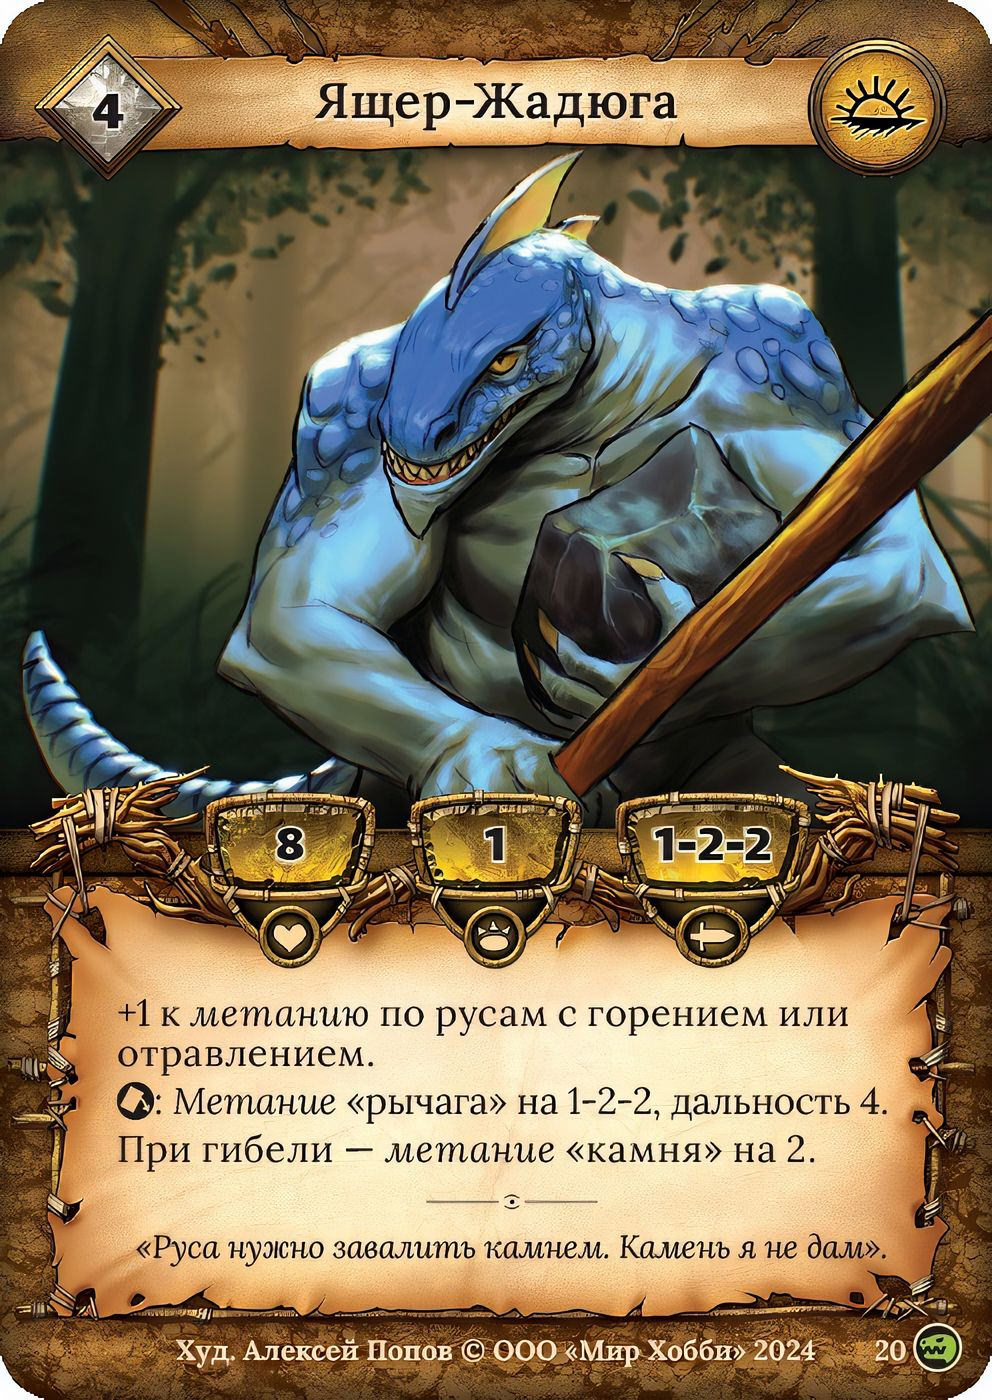 4
Ящер-Жадюга
8
1
1-2-2
+1 к метанию по русам с горением или
отравлением.
: Метание «рычага» на 1-2-2, дальность 4.
При гибели — метание «камня» на 2.
«Руса нужно завалить камнем. Камень я не дам».
Худ. Алексей Попов © ООО «Мир Хобби» 2024
20